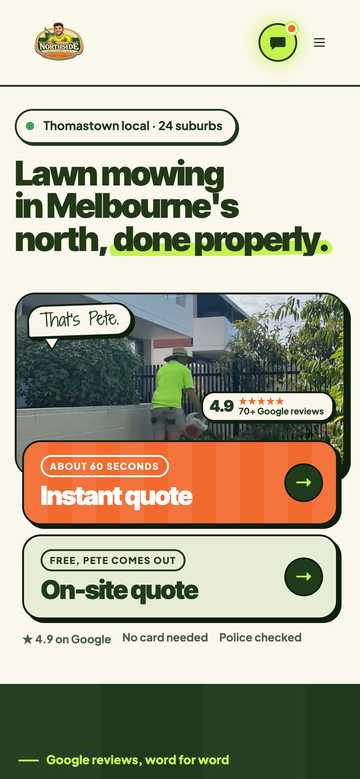 NORTHSIDE
Thomastown local · 24 suburbs
Lawn mowing
in Melbourne's
north, done properly.
That's Pete.
4.9 ★★★★★
70+ Google reviews
ABOUT 60 SECONDS
Instant quote
→
FREE, PETE COMES OUT
On-site quote
→
★ 4.9 on Google No card needed Police checked
Google reviews, word for word